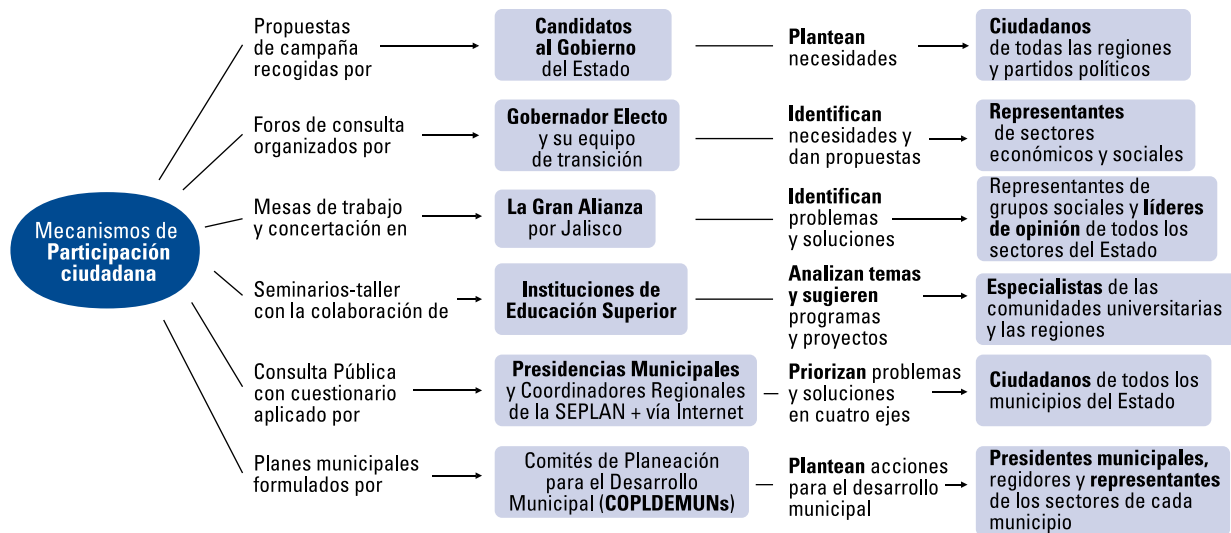 Mecanismos de
Participación
ciudadana
Propuestas
de campaña
recogidas por
Candidatos
al Gobierno
del Estado
Plantean
necesidades
Ciudadanos
de todas las regiones
y partidos políticos
Foros de consulta
organizados por
Gobernador Electo
y su equipo
de transición
Identifican
necesidades y
dan propuestas
Representantes
de sectores
económicos y sociales
Mesas de trabajo
y concertación en
La Gran Alianza
por Jalisco
Identifican
problemas
y soluciones
Representantes de
grupos sociales y líderes
de opinión de todos los
sectores del Estado
Seminarios-taller
con la colaboración de
Instituciones de
Educación Superior
Analizan temas
y sugieren
programas
y proyectos
Especialistas de las
comunidades universitarias
y las regiones
Consulta Pública
con cuestionario
aplicado por
Presidencias Municipales
y Coordinadores Regionales
de la SEPLAN + vía Internet
Priorizan problemas
y soluciones
en cuatro ejes
Ciudadanos de todos los
municipios del Estado
Planes municipales
formulados por
Comités de Planeación
para el Desarrollo
Municipal (COPLDEMUNs)
Plantean acciones
para el desarrollo
municipal
Presidentes municipales,
regidores y representantes
de los sectores de cada
municipio